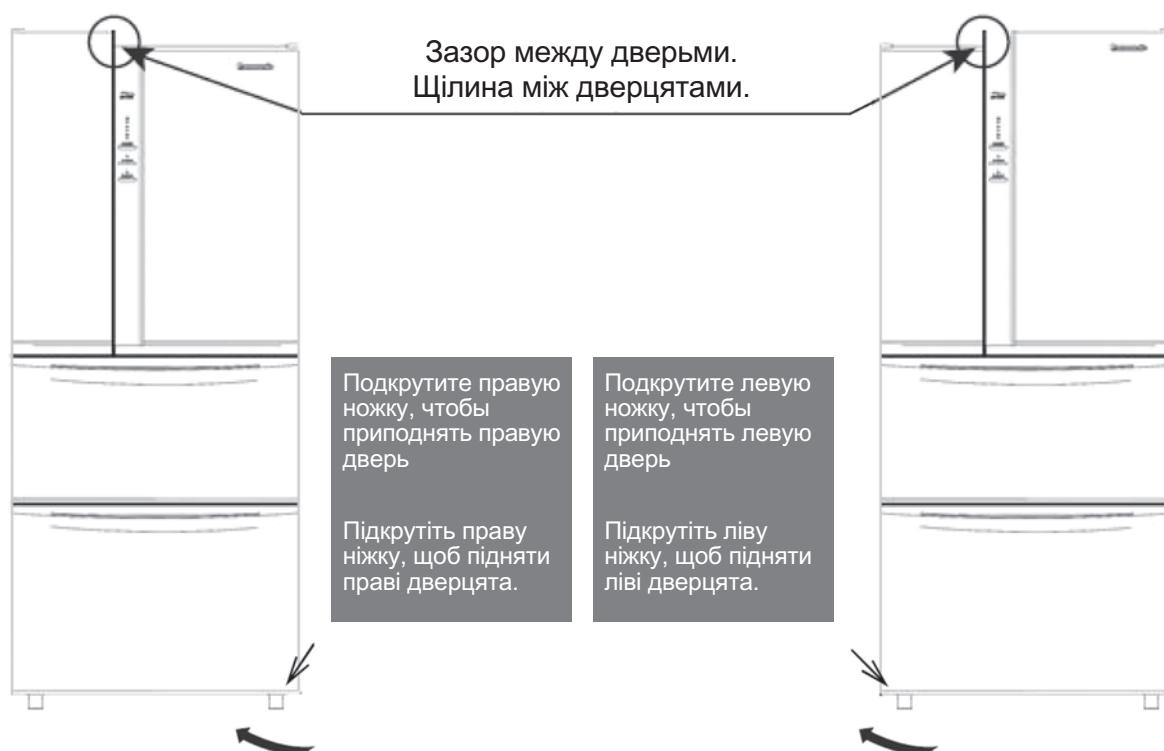 Зазор между дверьми.
Щілина між дверцятами.
Подкрутите правую
ножку, чтобы
приподнять правую
дверь
Підкрутіть праву
ніжку, щоб підняти
праві дверцята.
Подкрутите левую
ножку, чтобы
приподнять левую
дверь
Підкрутіть ліву
ніжку, щоб підняти
ліві дверцята.